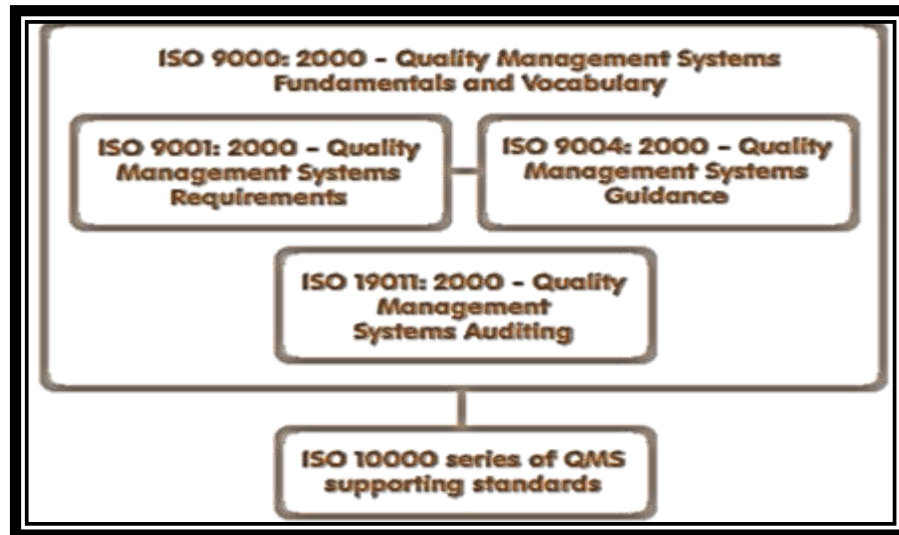 ISO 9000: 2000 - Quality Management Systems
Fundamentals and Vocabulary
ISO 9001: 2000 - Quality
Management Systems
Requirements
ISO 9004: 2000 - Quality
Management Systems
Guidance
ISO 19011: 2000 - Quality
Management
Systems Auditing
ISO 10000 series of QMS
supporting standards